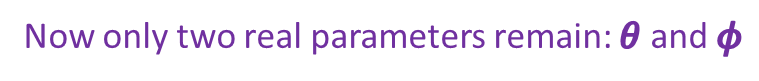 Now only two real parameters remain: θ and ϕ